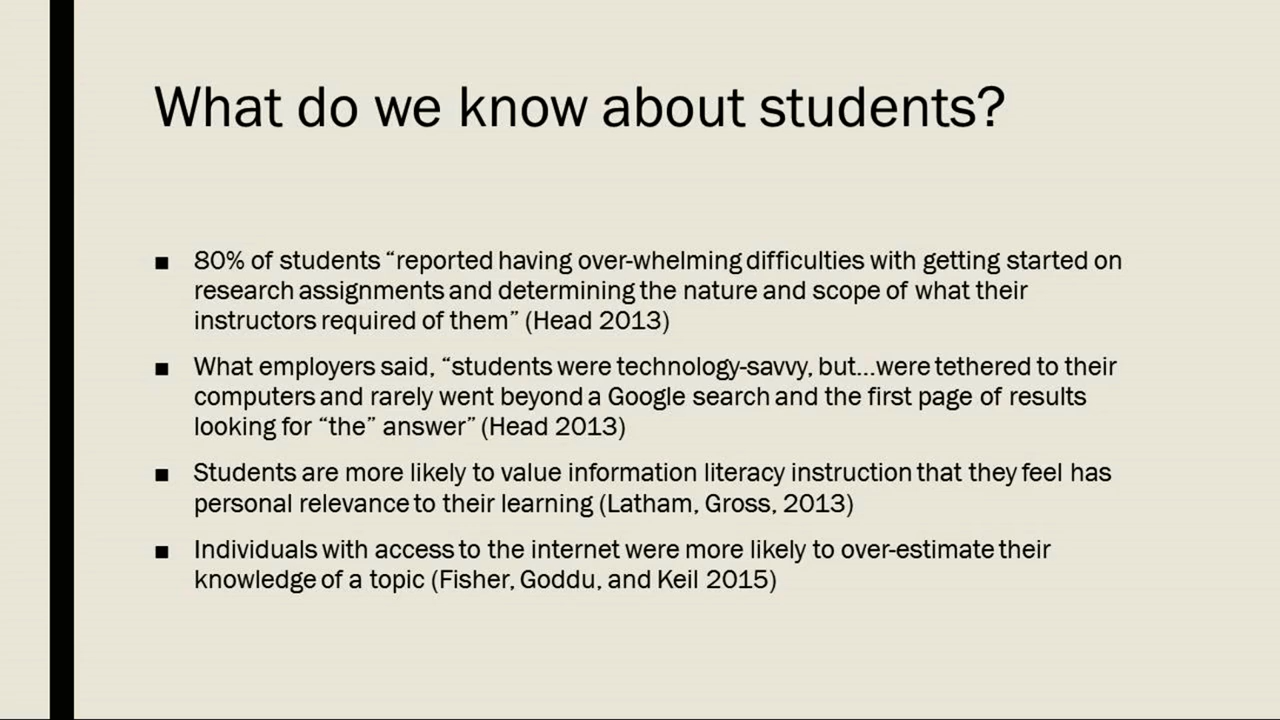 What do we know about students?
■ 80% of students “reported having over-whelming difficulties with getting started on
research assignments and determining the nature and scope of what their
instructors required of them” (Head 2013)
■ What employers said, “students were technology-savvy, but...were tethered to their
computers and rarely went beyond a Google search and the first page of results
looking for “the” answer” (Head 2013)
■ Students are more likely to value information literacy instruction that they feel has
personal relevance to their learning (Latham, Gross, 2013)
■ Individuals with access to the internet were more likely to over-estimate their
knowledge of a topic (Fisher, Goddu, and Keil 2015)